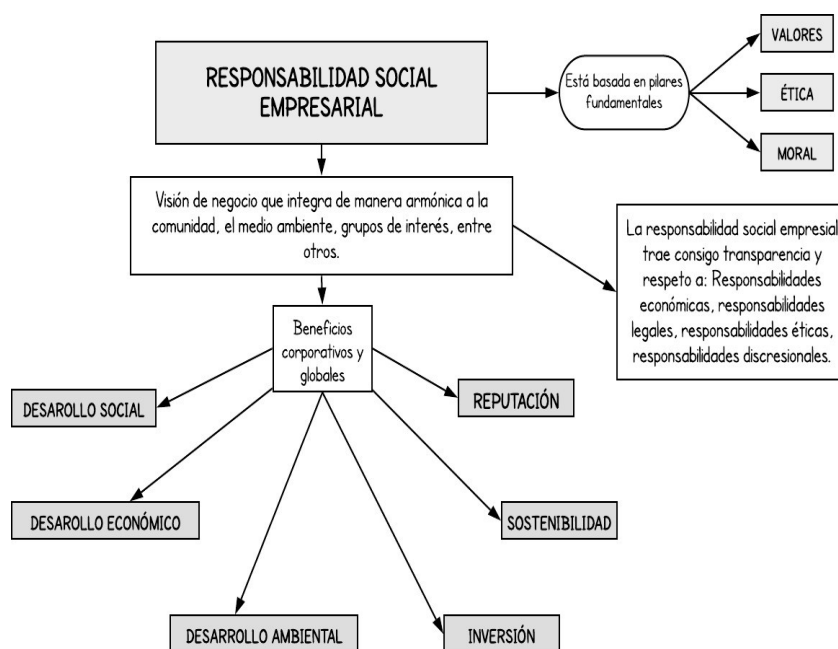 RESPONSABILIDAD SOCIAL
EMPRESARIAL
Está basada en pilares
fundamentales
VALORES
ÉTICA
MORAL
Visión de negocio que integra de manera armónica a la
comunidad, el medio ambiente, grupos de interés, entre
otros.
La responsabilidad social empresial
trae consigo transparencia y
respeto a: Responsabilidades
económicas, responsabilidades
legales, responsabilidades éticas,
responsabilidades discresionales.
Beneficios
corporativos y
globales
DESAROLLO SOCIAL
REPUTACIÓN
DESAROLLO ECONÓMICO
SOSTENIBILIDAD
DESARROLLO AMBIENTAL
INVERSIÓN